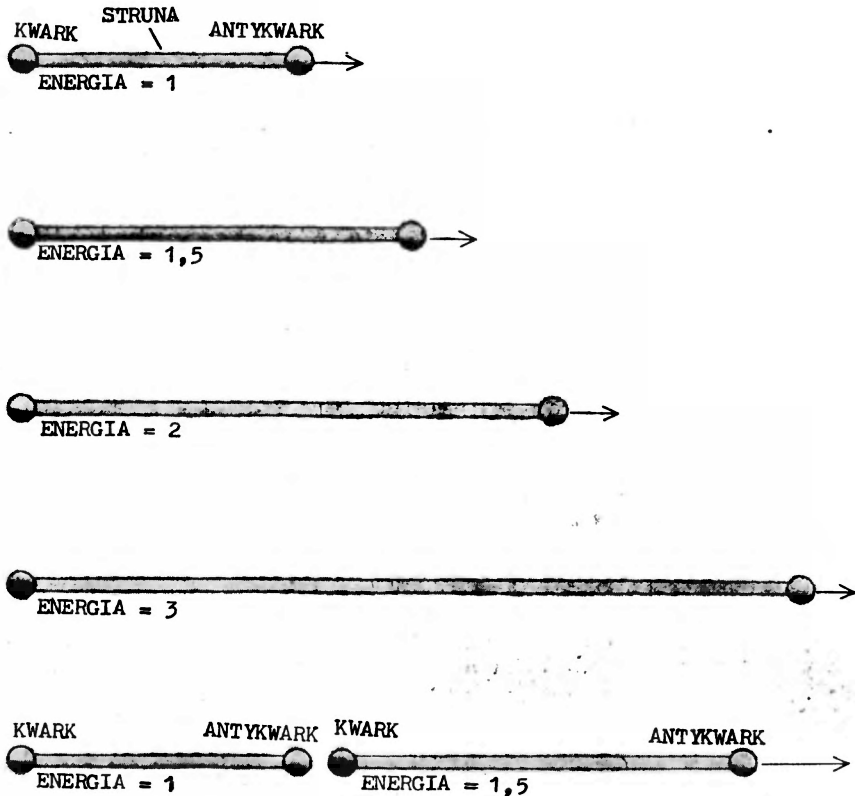 STRUNA
KWARK ANTYKWARK
ENERGIA = 1
ENERGIA = 1,5
ENERGIA = 2
ENERGIA = 3
KWARK ANTYKWARK KWARK ANTYKWARK
ENERGIA = 1 ENERGIA = 1,5